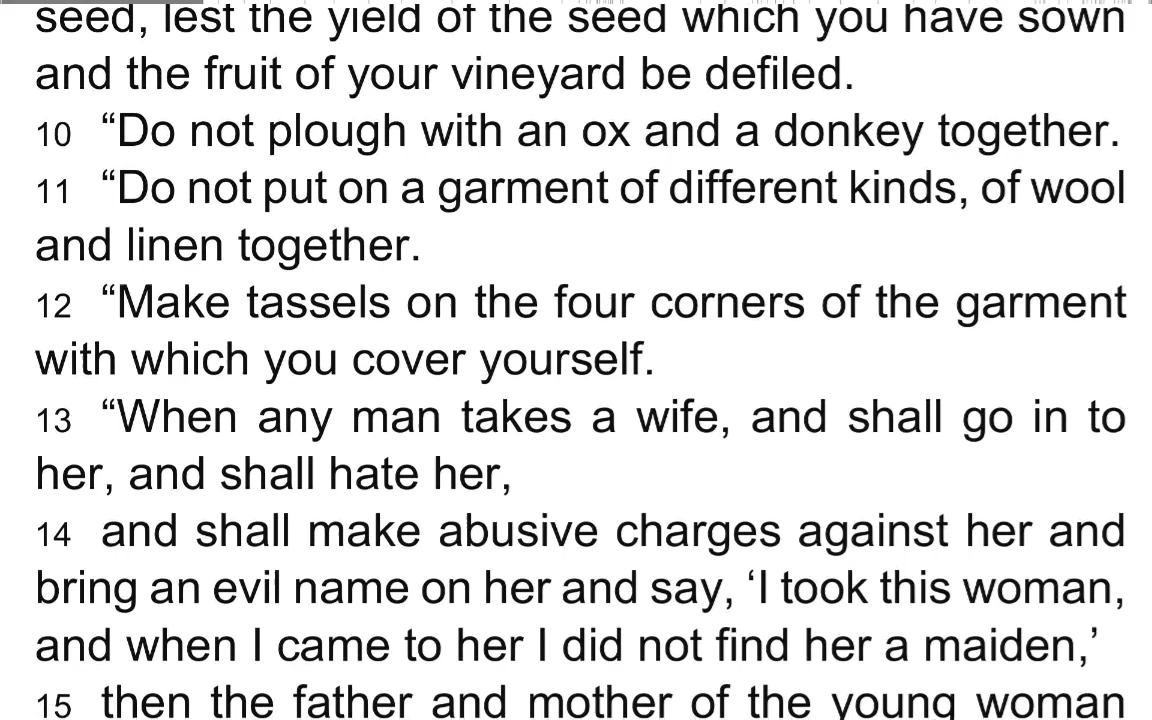 seed, lest the yield of the seed which you have sown
and the fruit of your vineyard be defiled.
10 “Do not plough with an ox and a donkey together.
11 “Do not put on a garment of different kinds, of wool
and linen together.
12 “Make tassels on the four corners of the garment
with which you cover yourself.
13 “When any man takes a wife, and shall go in to
her, and shall hate her,
14 and shall make abusive charges against her and
bring an evil name on her and say, ‘I took this woman,
and when I came to her I did not find her a maiden,’
15 then the father and mother of the young woman